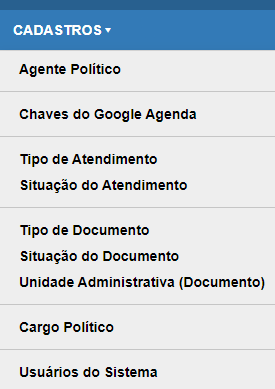 CADASTROS
Agente Político
Chaves do Google Agenda
Tipo de Atendimento
Situação do Atendimento
Tipo de Documento
Situação do Documento
Unidade Administrativa (Documento)
Cargo Político
Usuários do Sistema